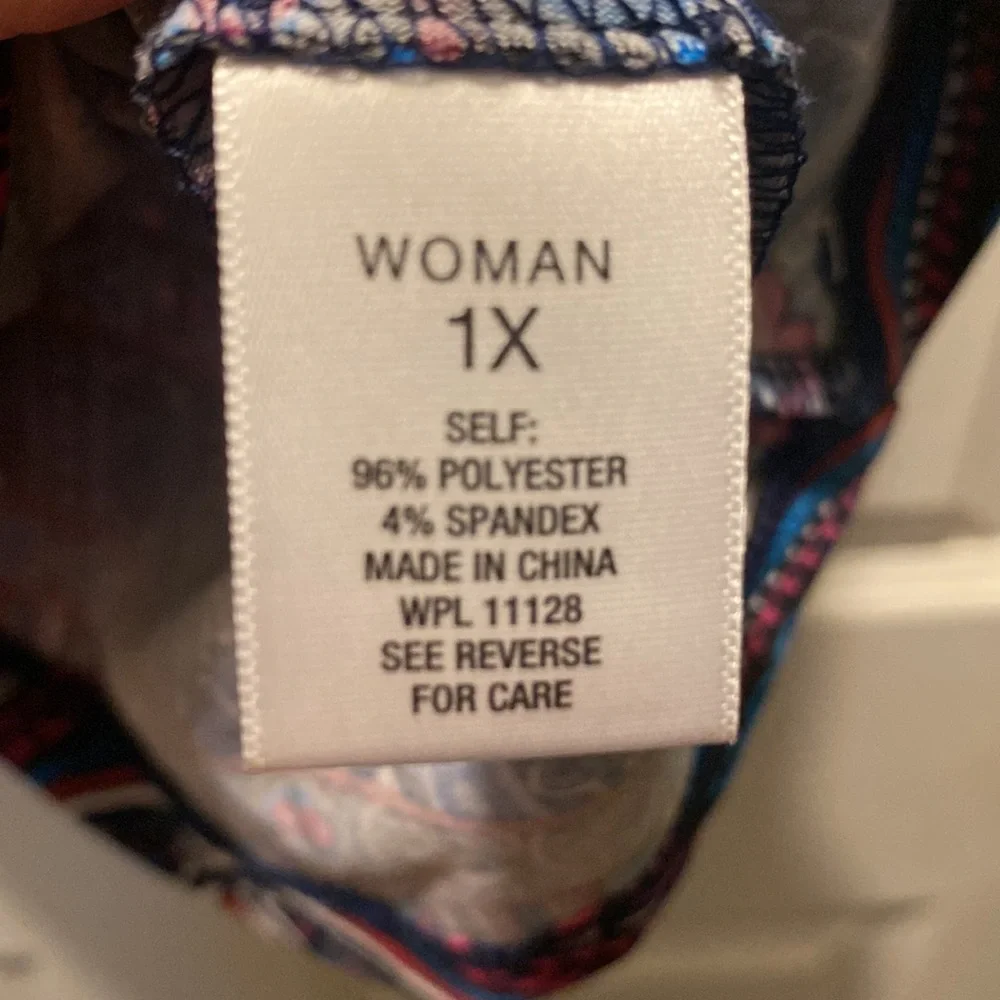 WOMAN
1X
SELF:
96% POLYESTER
4% SPANDEX
MADE IN CHINA
WPL 11128
SEE REVERSE
FOR CARE